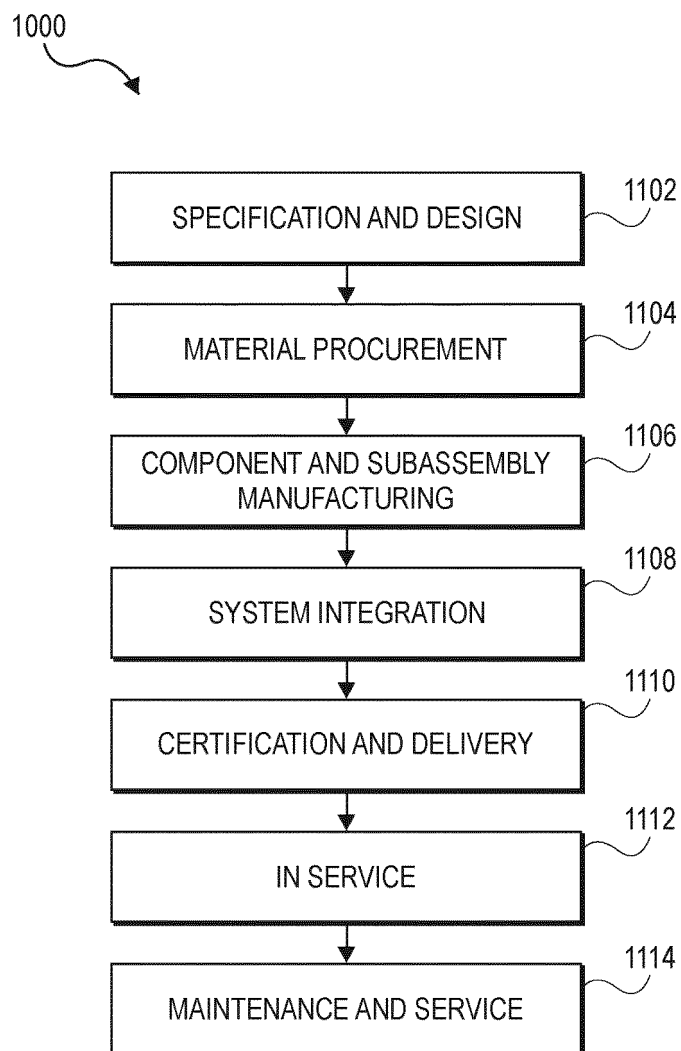 1000
SPECIFICATION AND DESIGN
1102
MATERIAL PROCUREMENT
1104
COMPONENT AND SUBASSEMBLY
MANUFACTURING
1106
SYSTEM INTEGRATION
1108
CERTIFICATION AND DELIVERY
1110
IN SERVICE
1112
MAINTENANCE AND SERVICE
1114